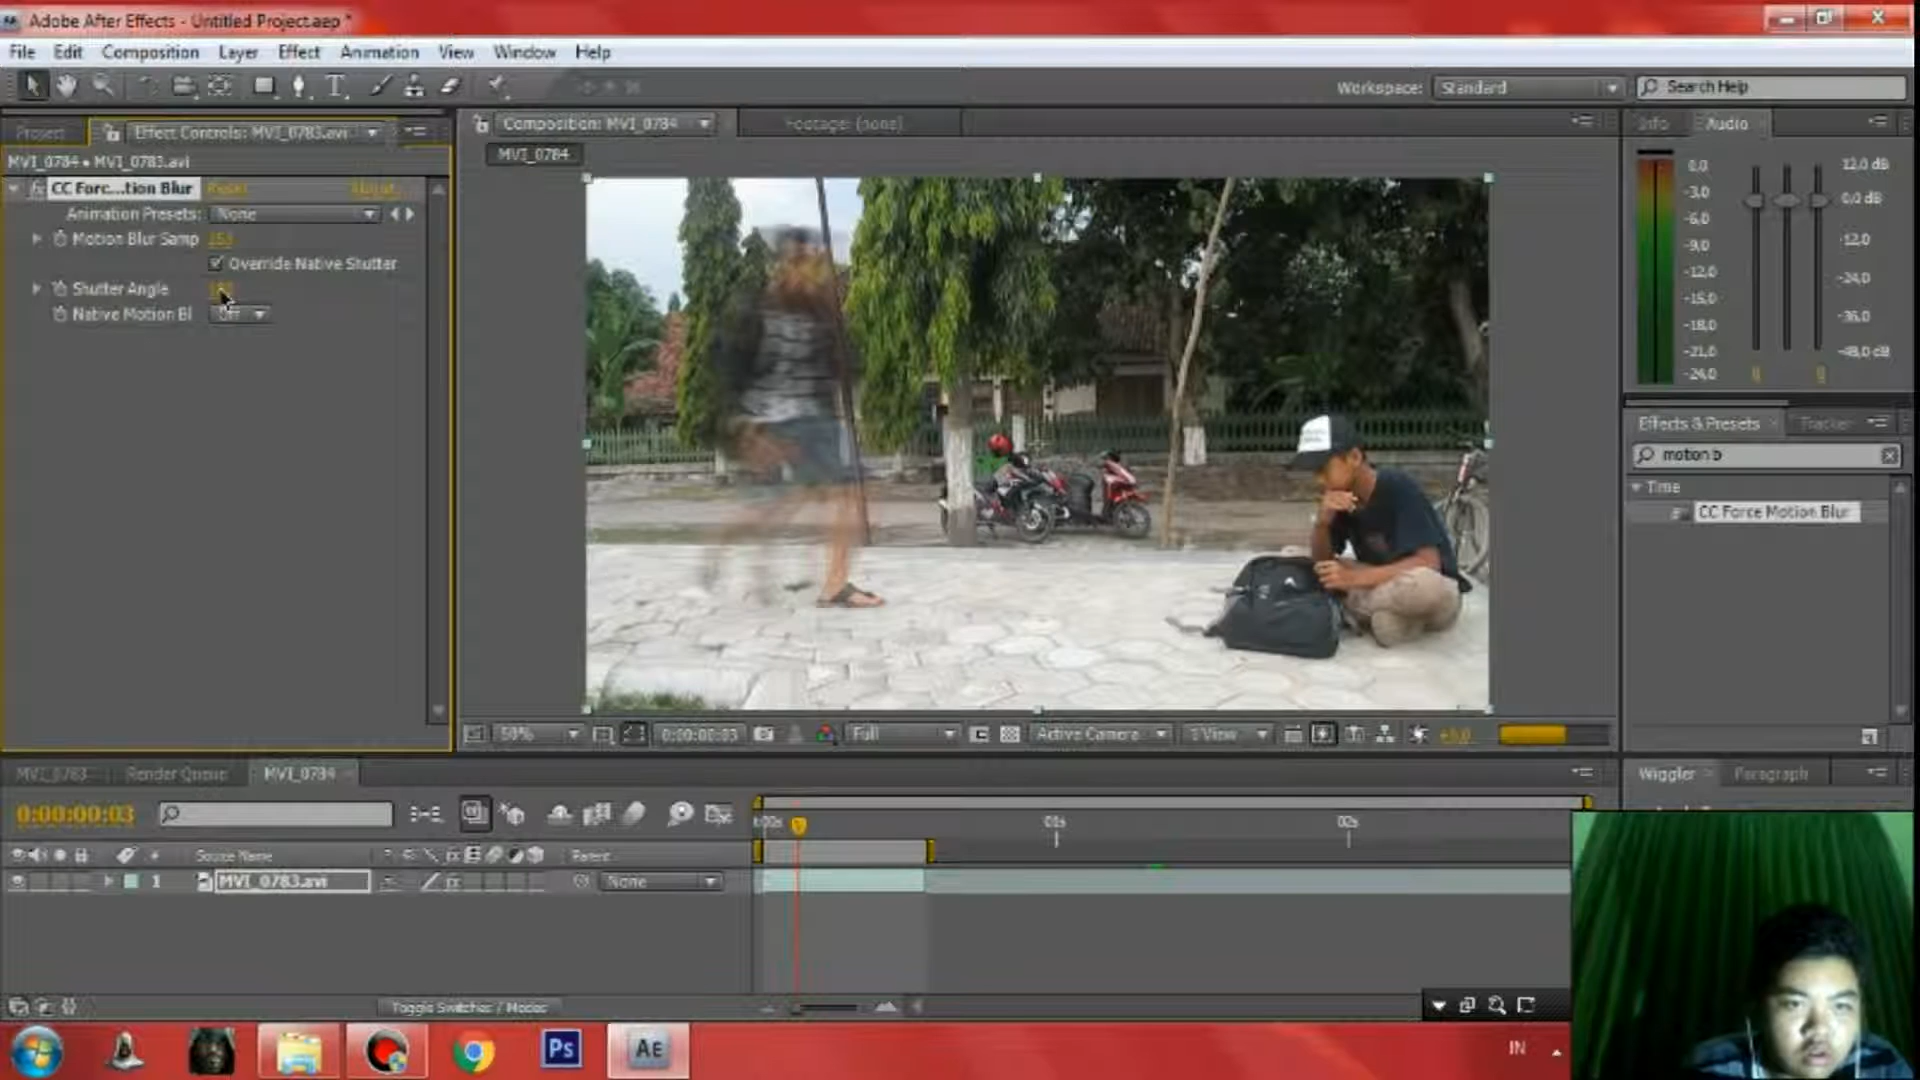 Adobe After Effects - Untitled Project.aep *
File Edit Composition Layer Effect Animation View Window Help
Workspace: Standard Search Help
Project Effect Controls: MVI_0783.avi
Composition: MVI_0784
Footage: (none)
Info Audio
MVI_0784 • MVI_0783.avi
MVI_0784
CC Forc...tion Blur Reset
Animation Presets: None
Motion Blur Samp
Override Native Shutter
Shutter Angle
Native Motion Bl Off
0,0
-3,0
-6,0
-9,0
-12,0
-15,0
-18,0
-21,0
-24,0
12,0 dB
0,0 dB
-12,0
-24,0
-36,0
-48,0 dB
Effects & Presets Tracker
motion b
Time
CC Force Motion Blur
50% 0:00:00:03 Full Active Camera 1 View
MVI_0783 Render Queue MVI_0784
Wiggler Paragraph
0:00:00:03
01s 02s
# Source Name Parent
1 MVI_0783.avi None
Toggle Switches / Modes
Ps
Ae
IN